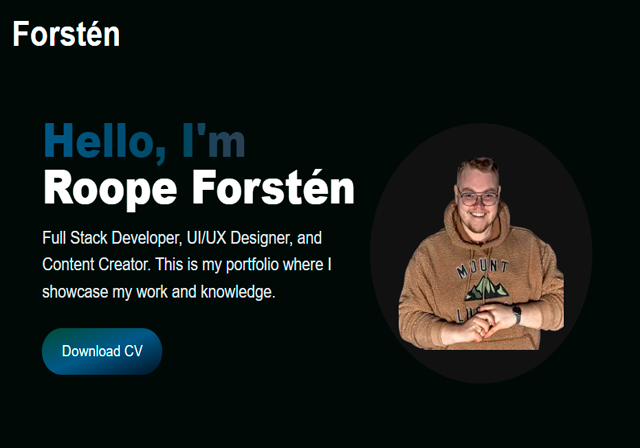 Forstén
Hello, I'm
Roope Forstén
Full Stack Developer, UI/UX Designer, and
Content Creator. This is my portfolio where I
showcase my work and knowledge.
Download CV
MOUNT